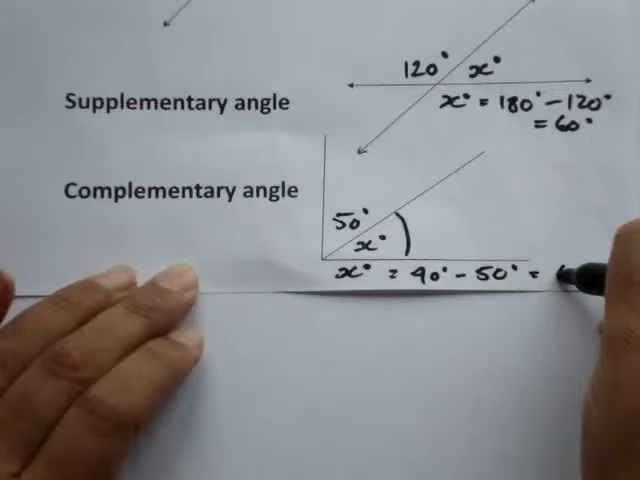 120° x°
Supplementary angle
x° = 180° - 120°
= 60°
Complementary angle
50°
x°
x° = 90° - 50° =